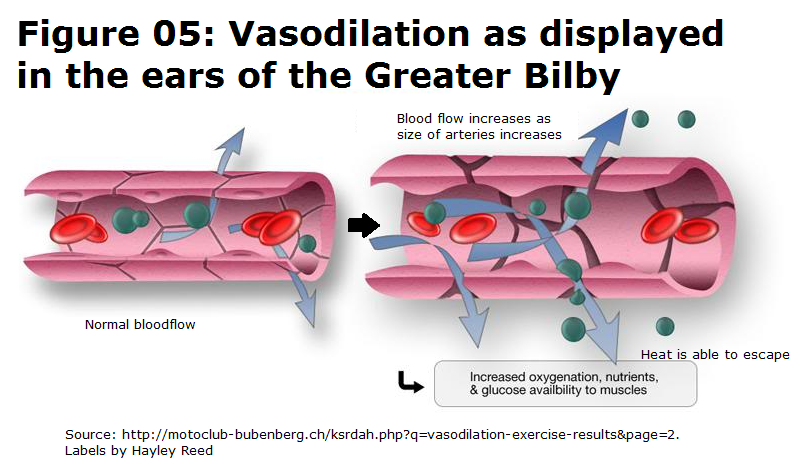 Figure 05: Vasodilation as displayed
in the ears of the Greater Bilby
Blood flow increases as
size of arteries increases
Normal bloodflow
Heat is able to escape
Increased oxygenation, nutrients,
& glucose availbility to muscles
Source: http://motoclub-bubenberg.ch/ksrdah.php?q=vasodilation-exercise-results&page=2.
Labels by Hayley Reed